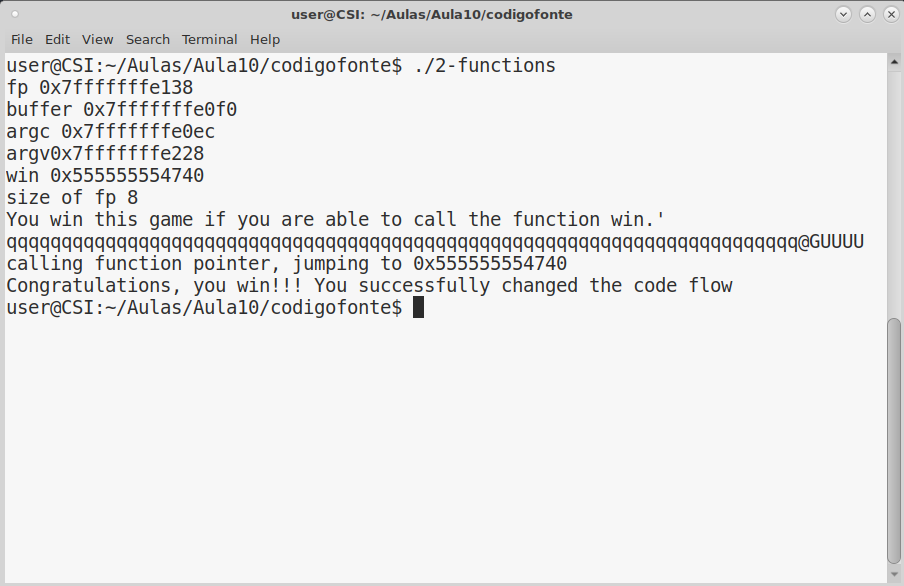 user@CSI: ~/Aulas/Aula10/codigofonte
File Edit View Search Terminal Help
user@CSI:~/Aulas/Aula10/codigofonte$ ./2-functions
fp 0x7fffffffe138
buffer 0x7fffffffe0f0
argc 0x7fffffffe0ec
argv0x7fffffffe228
win 0x555555554740
size of fp 8
You win this game if you are able to call the function win.'
qqqqqqqqqqqqqqqqqqqqqqqqqqqqqqqqqqqqqqqqqqqqqqqqqqqqqqqqqqqqqqqqqqqqqqqq@GUUUU
calling function pointer, jumping to 0x555555554740
Congratulations, you win!!! You successfully changed the code flow
user@CSI:~/Aulas/Aula10/codigofonte$